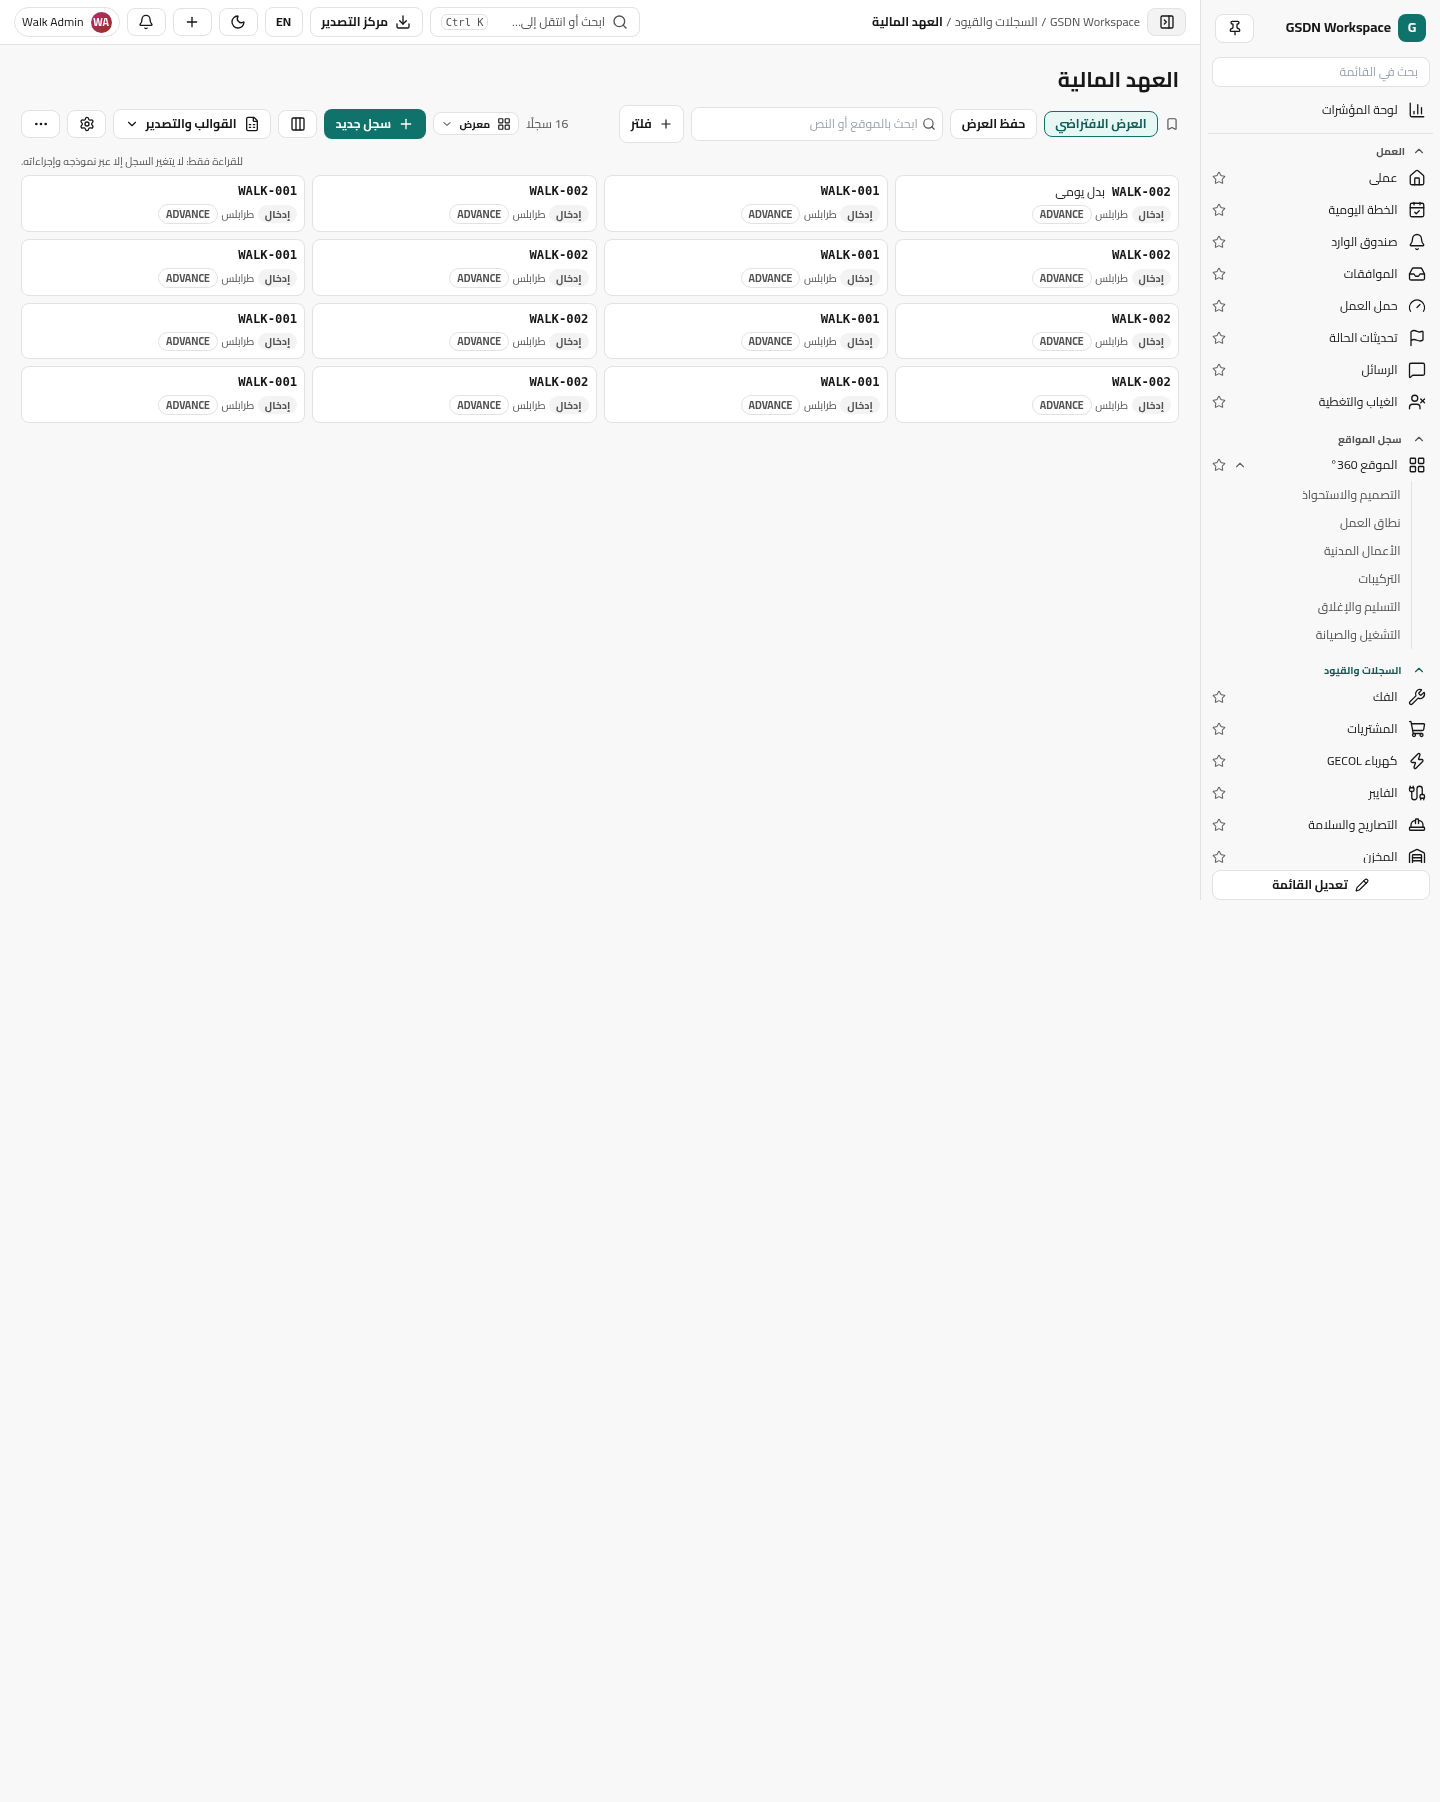 GSDN Workspace
G
بحث في القائمة
لوحة المؤشرات
العمل
عملي
الخطة اليومية
صندوق الوارد
الموافقات
حمل العمل
تحديثات الحالة
الرسائل
الغياب والتغطية
سجل المواقع
الموقع 360°
التصميم والاستحواذ
نطاق العمل
الأعمال المدنية
التركيبات
التسليم والإغلاق
التشغيل والصيانة
السجلات والقيود
الفك
المشتريات
كهرباء GECOL
الفايبر
التصاريح والسلامة
المخزن
تعديل القائمة
GSDN Workspace / السجلات والقيود / العهد المالية
ابحث أو انتقل إلى... Ctrl K
مركز التصدير
EN
WA Walk Admin
العهد المالية
العرض الافتراضي
حفظ العرض
ابحث بالموقع أو النص
فلتر
16 سجلًا
معرض
سجل جديد
القوالب والتصدير
للقراءة فقط: لا يتغير السجل إلا عبر نموذجه وإجراءاته.
WALK-002 بدل يومي
إدخال طرابلس ADVANCE
WALK-001
إدخال طرابلس ADVANCE
WALK-002
إدخال طرابلس ADVANCE
WALK-001
إدخال طرابلس ADVANCE
WALK-002
إدخال طرابلس ADVANCE
WALK-001
إدخال طرابلس ADVANCE
WALK-002
إدخال طرابلس ADVANCE
WALK-001
إدخال طرابلس ADVANCE
WALK-002
إدخال طرابلس ADVANCE
WALK-001
إدخال طرابلس ADVANCE
WALK-002
إدخال طرابلس ADVANCE
WALK-001
إدخال طرابلس ADVANCE
WALK-002
إدخال طرابلس ADVANCE
WALK-001
إدخال طرابلس ADVANCE
WALK-002
إدخال طرابلس ADVANCE
WALK-001
إدخال طرابلس ADVANCE